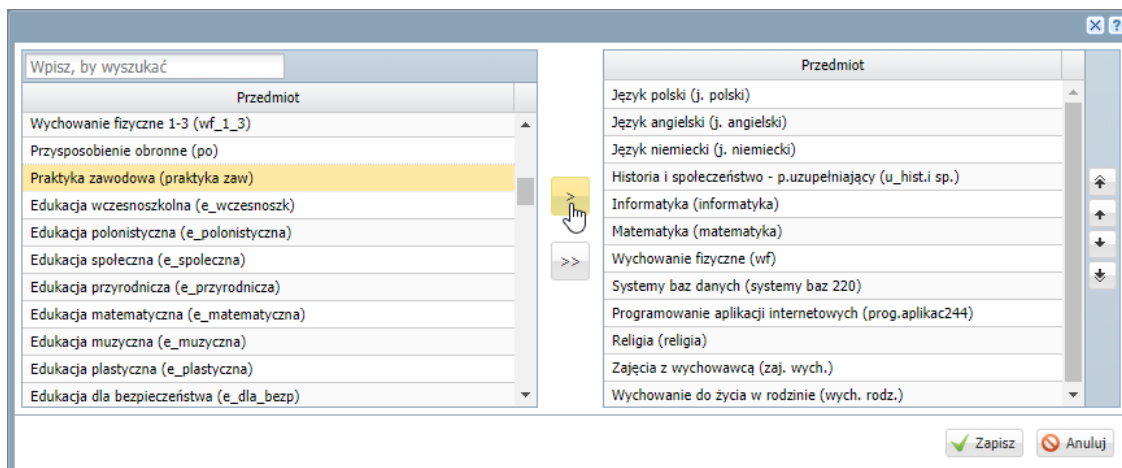 Wpisz, by wyszukać
Przedmiot
Wychowanie fizyczne 1-3 (wf_1_3)
Przysposobienie obronne (po)
Praktyka zawodowa (praktyka zaw)
Edukacja wczesnoszkolna (e_wczesnoszk)
Edukacja polonistyczna (e_polonistyczna)
Edukacja społeczna (e_spoleczna)
Edukacja przyrodnicza (e_przyrodnicza)
Edukacja matematyczna (e_matematyczna)
Edukacja muzyczna (e_muzyczna)
Edukacja plastyczna (e_plastyczna)
Edukacja dla bezpieczeństwa (e_dla_bezp)
>
>>
Przedmiot
Język polski (j. polski)
Język angielski (j. angielski)
Język niemiecki (j. niemiecki)
Historia i społeczeństwo - p.uzupełniający (u_hist.i sp.)
Informatyka (informatyka)
Matematyka (matematyka)
Wychowanie fizyczne (wf)
Systemy baz danych (systemy baz 220)
Programowanie aplikacji internetowych (prog.aplikac244)
Religia (religia)
Zajęcia z wychowawcą (zaj. wych.)
Wychowanie do życia w rodzinie (wych. rodz.)
Zapisz
Anuluj